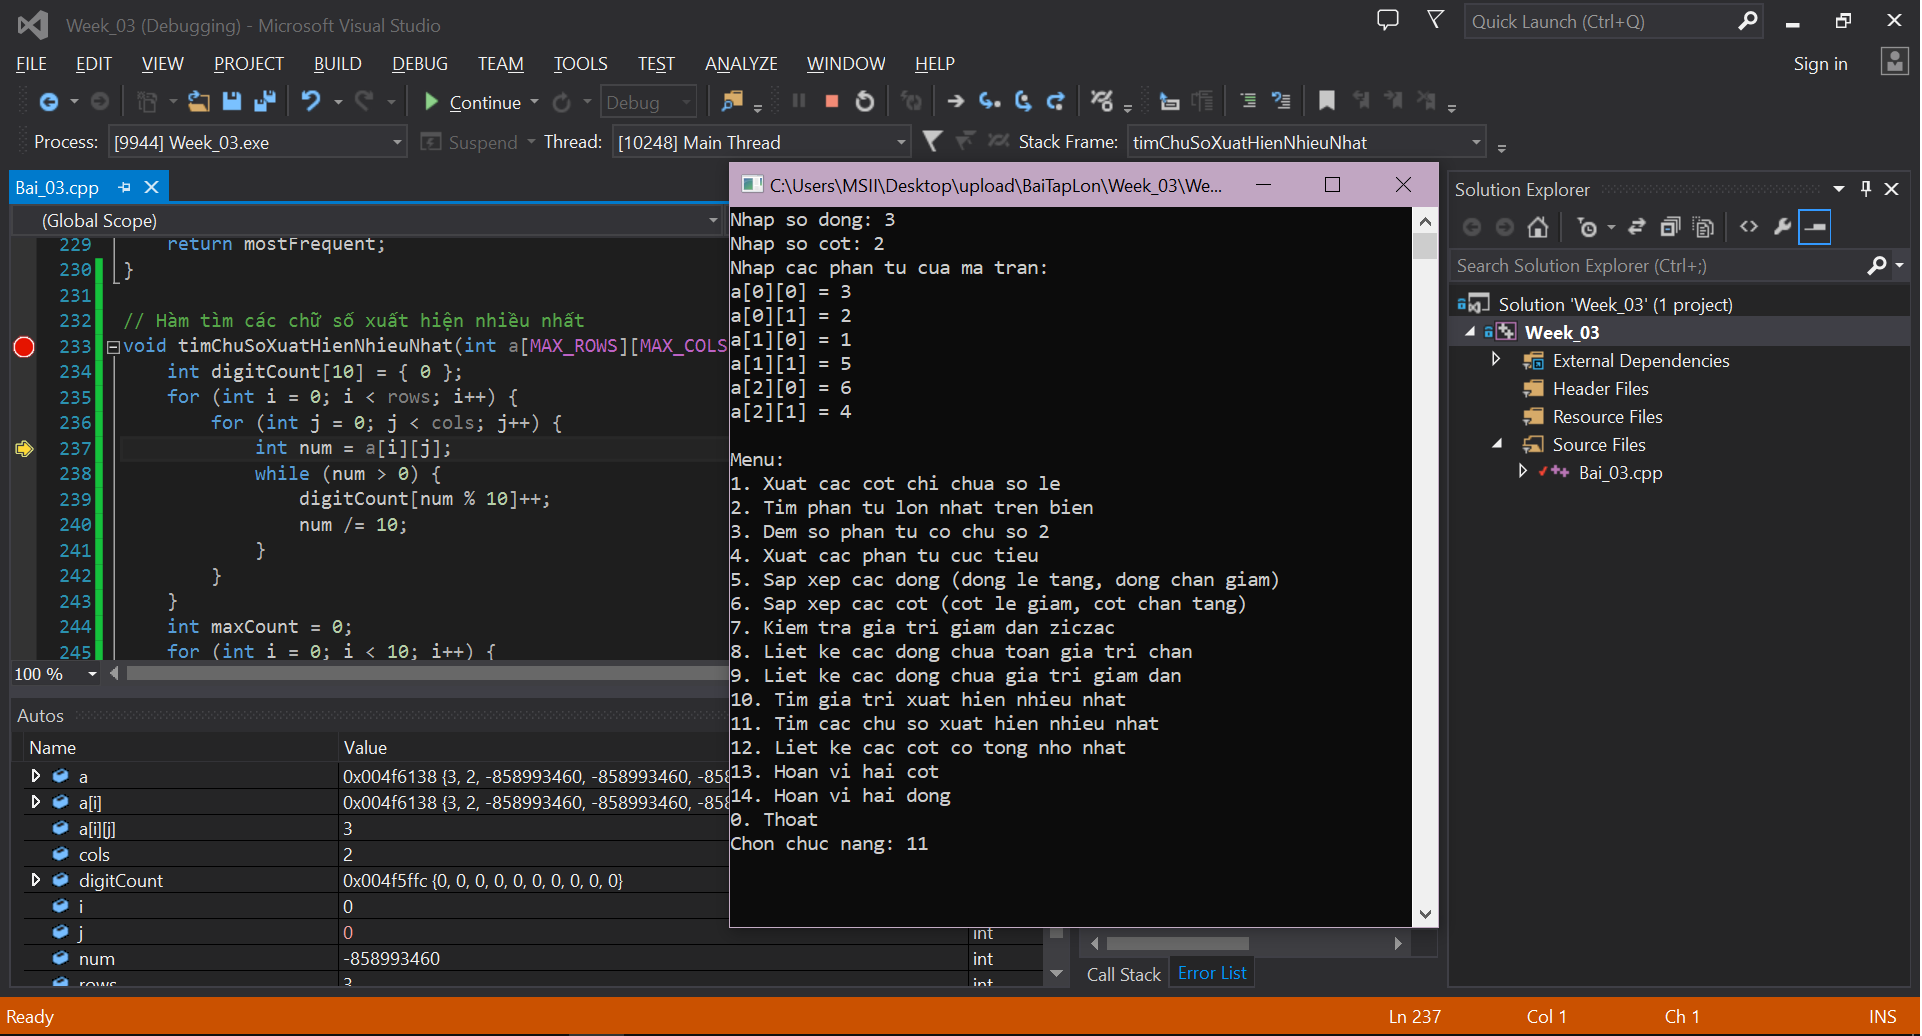 Week_03 (Debugging) - Microsoft Visual Studio
Quick Launch (Ctrl+Q)
FILE EDIT VIEW PROJECT BUILD DEBUG TEAM TOOLS TEST ANALYZE WINDOW HELP
Sign in
Continue
Debug
Process: [9944] Week_03.exe
Suspend
Thread: [10248] Main Thread
Stack Frame: timChuSoXuatHienNhieuNhat
Bai_03.cpp
(Global Scope)
229 return mostFrequent;
230 }
231
232 // Hàm tìm các chữ số xuất hiện nhiều nhất
233 void timChuSoXuatHienNhieuNhat(int a[MAX_ROWS][MAX_COLS
234 int digitCount[10] = { 0 };
235 for (int i = 0; i < rows; i++) {
236 for (int j = 0; j < cols; j++) {
237 int num = a[i][j];
238 while (num > 0) {
239 digitCount[num % 10]++;
240 num /= 10;
241 }
242 }
243 }
244 int maxCount = 0;
245 for (int i = 0; i < 10; i++) {
100 %
Autos
Name Value
a 0x004f6138 {3, 2, -858993460, -858993460, -858
a[i] 0x004f6138 {3, 2, -858993460, -858993460, -858
a[i][j] 3
cols 2
digitCount 0x004f5ffc {0, 0, 0, 0, 0, 0, 0, 0, 0, 0}
i 0
j 0 int
num -858993460 int
rows 3 int
C:\Users\MSII\Desktop\upload\BaiTapLon\Week_03\We...
Nhap so dong: 3
Nhap so cot: 2
Nhap cac phan tu cua ma tran:
a[0][0] = 3
a[0][1] = 2
a[1][0] = 1
a[1][1] = 5
a[2][0] = 6
a[2][1] = 4
Menu:
1. Xuat cac cot chi chua so le
2. Tim phan tu lon nhat tren bien
3. Dem so phan tu co chu so 2
4. Xuat cac phan tu cuc tieu
5. Sap xep cac dong (dong le tang, dong chan giam)
6. Sap xep cac cot (cot le giam, cot chan tang)
7. Kiem tra gia tri giam dan ziczac
8. Liet ke cac dong chua toan gia tri chan
9. Liet ke cac dong chua gia tri giam dan
10. Tim gia tri xuat hien nhieu nhat
11. Tim cac chu so xuat hien nhieu nhat
12. Liet ke cac cot co tong nho nhat
13. Hoan vi hai cot
14. Hoan vi hai dong
0. Thoat
Chon chuc nang: 11
Call Stack
Error List
Solution Explorer
Search Solution Explorer (Ctrl+;)
Solution 'Week_03' (1 project)
Week_03
External Dependencies
Header Files
Resource Files
Source Files
Bai_03.cpp
Ready
Ln 237
Col 1
Ch 1
INS